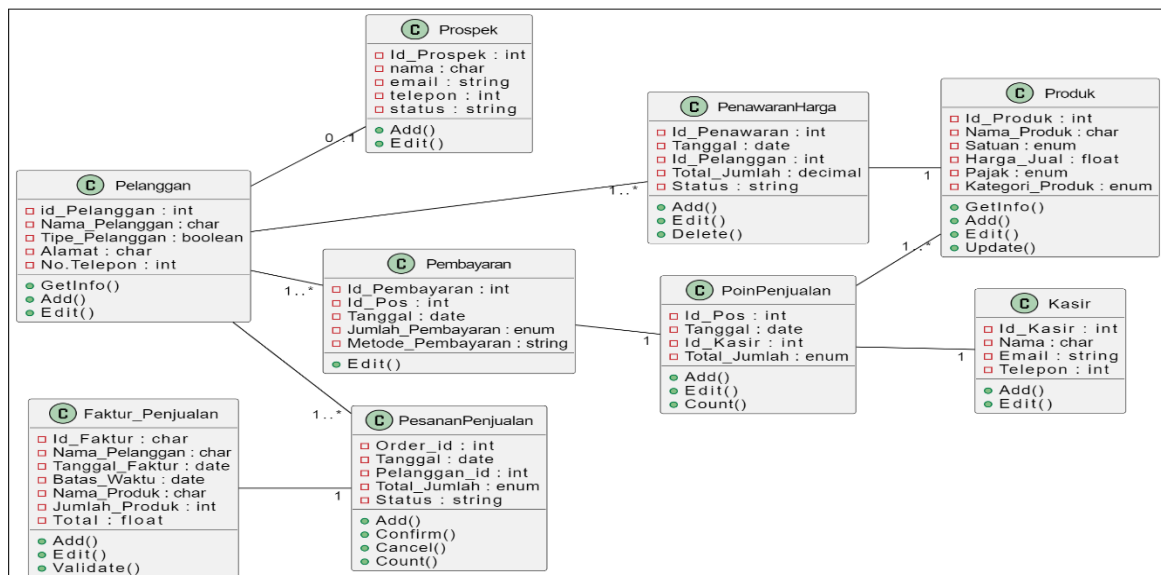 C Prospek
Id_Prospek : int
nama : char
email : string
telepon : int
status : string
Add()
Edit()
0..1
C PenawaranHarga
Id_Penawaran : int
Tanggal : date
Id_Pelanggan : int
Total_Jumlah : decimal
Status : string
Add()
Edit()
Delete()
1..*
C Produk
Id_Produk : int
Nama_Produk : char
Satuan : enum
Harga_Jual : float
Pajak : enum
Kategori_Produk : enum
GetInfo()
Add()
Edit()
Update()
1
1..*
C Pelanggan
id_Pelanggan : int
Nama_Pelanggan : char
Tipe_Pelanggan : boolean
Alamat : char
No.Telepon : int
GetInfo()
Add()
Edit()
C Pembayaran
Id_Pembayaran : int
Id_Pos : int
Tanggal : date
Jumlah_Pembayaran : enum
Metode_Pembayaran : string
Edit()
1..*
C PoinPenjualan
Id_Pos : int
Tanggal : date
Id_Kasir : int
Total_Jumlah : enum
Add()
Edit()
Count()
1
C Kasir
Id_Kasir : int
Nama : char
Email : string
Telepon : int
Add()
Edit()
1
C Faktur_Penjualan
Id_Faktur : char
Nama_Pelanggan : char
Tanggal_Faktur : date
Batas_Waktu : date
Nama_Produk : char
Jumlah_Produk : int
Total : float
Add()
Edit()
Validate()
C PesananPenjualan
Order_id : int
Tanggal : date
Pelanggan_id : int
Total_Jumlah : enum
Status : string
Add()
Confirm()
Cancel()
Count()
1..*
1